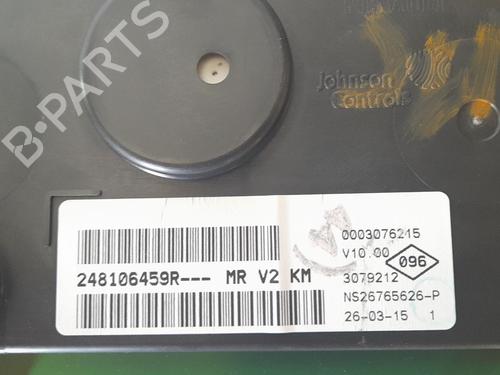 B-PARTS
Johnson
Controls
248106459R--- MR V2 KM
0003076215
V10.00
096
3079212
NS26765626-P
26-03-15 1